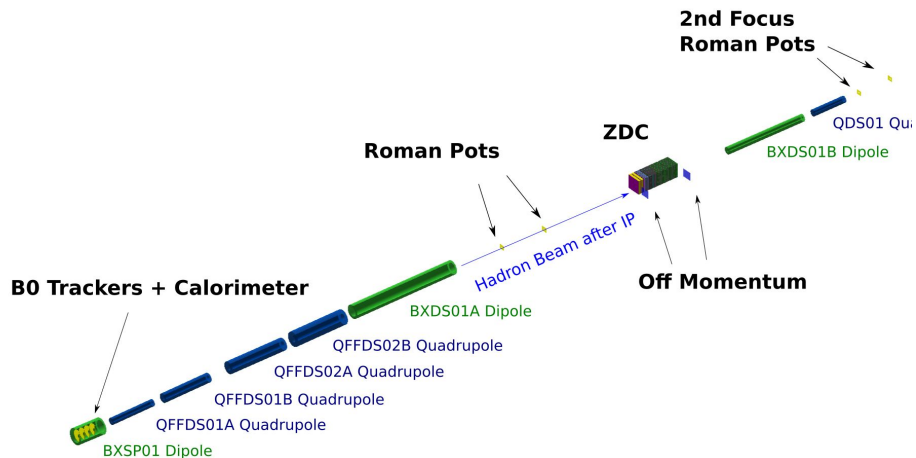 2nd Focus
Roman Pots
ZDC
QDS01
BXDS01B Dipole
Roman Pots
Hadron Beam after IP
Off Momentum
B0 Trackers + Calorimeter
BXDS01A Dipole
QFFDS02B Quadrupole
QFFDS02A Quadrupole
QFFDS01B Quadrupole
QFFDS01A Quadrupole
BXSP01 Dipole